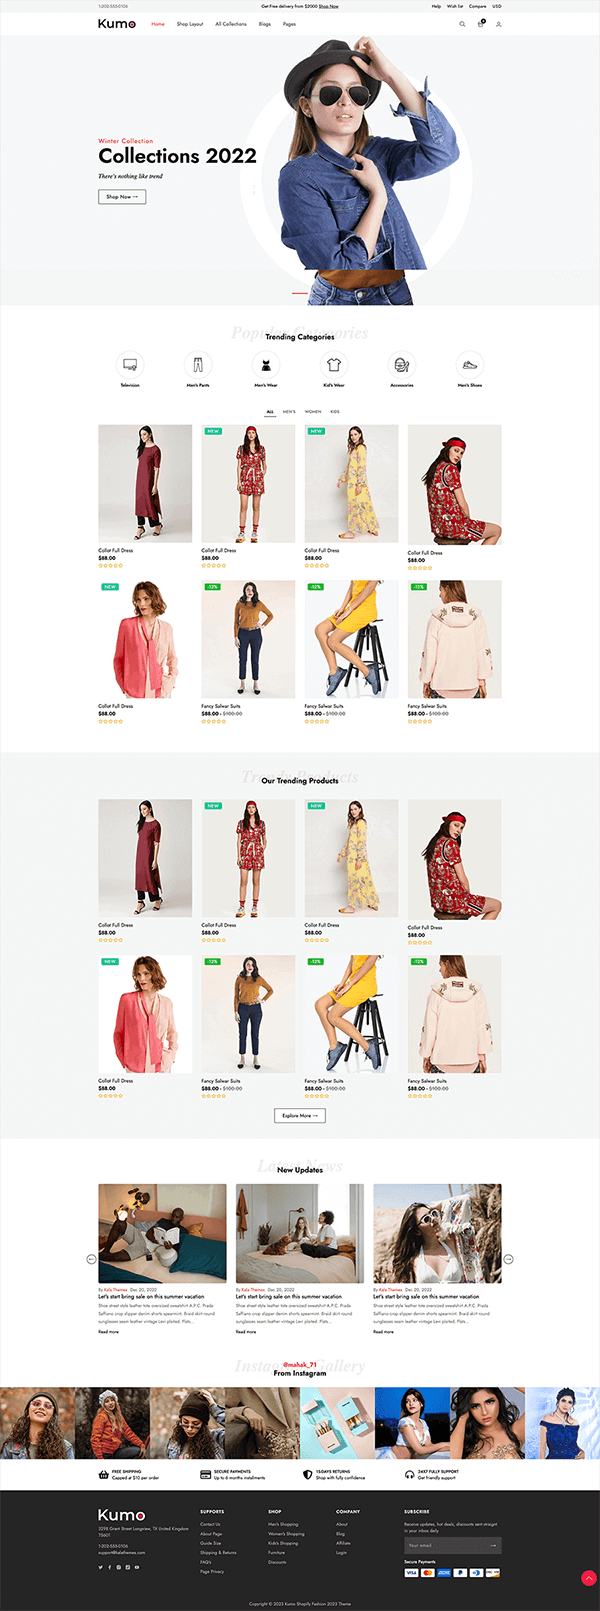 1-202-555-0106
Get Free delivery from $2000 Shop Now
Help Wish list Compare USD
Kumo
Home Shop Layout All Collections Blogs Pages
Winter Collection
Collections 2022
There's nothing like trend
Shop Now →
Popular Categories
Trending Categories
Television Men's Pants Men's Wear Kid's Wear Accessories Men's Shoes
ALL MEN'S WOMEN KIDS
NEW NEW
Collot Full Dress Collot Full Dress Collot Full Dress Collot Full Dress
$88.00 $88.00 $88.00 $88.00
NEW -12% -12% -12%
Collot Full Dress Fancy Salwar Suits Fancy Salwar Suits Fancy Salwar Suits
$88.00 $88.00 - $100.00 $88.00 - $100.00 $88.00 - $100.00
Trendy Products
Our Trending Products
NEW NEW
Collot Full Dress Collot Full Dress Collot Full Dress Collot Full Dress
$88.00 $88.00 $88.00 $88.00
NEW -12% -12% -12%
Collot Full Dress Fancy Salwar Suits Fancy Salwar Suits Fancy Salwar Suits
$88.00 $88.00 - $100.00 $88.00 - $100.00 $88.00 - $100.00
Explore More →
Latest News
New Updates
By Kala Themes Dec 20, 2022
Let's start bring sale on this summer vacation
Shoe street style leather tote oversized sweatshirt A.P.C. Prada
Saffiano crop slipper denim shorts spearmint. Braid skirt round
sunglasses seam leather vintage Levi plaited. Flats...
Read more
By Kala Themes Dec 20, 2022
Let's start bring sale on this summer vacation
Shoe street style leather tote oversized sweatshirt A.P.C. Prada
Saffiano crop slipper denim shorts spearmint. Braid skirt round
sunglasses seam leather vintage Levi plaited. Flats...
Read more
By Kala Themes Dec 20, 2022
Let's start bring sale on this summer vacation
Shoe street style leather tote oversized sweatshirt A.P.C. Prada
Saffiano crop slipper denim shorts spearmint. Braid skirt round
sunglasses seam leather vintage Levi plaited. Flats...
Read more
Instagram Gallery
@mahak_71
From Instagram
FREE SHIPPING
Capped at $10 per order
SECURE PAYMENTS
Up to 6 months installments
15 DAYS RETURNS
Shop with fully confidence
24X7 FULLY SUPPORT
Get friendly support
Kumo
3298 Grant Street Longview, TX United Kingdom
75601
1-202-555-0106
support@kalathemes.com
SUPPORTS
Contact Us
About Page
Guide Size
Shipping & Returns
FAQ's
Page Privacy
SHOP
Men's Shopping
Women's Shopping
Kids's Shopping
Furniture
Discounts
COMPANY
About
Blog
Affiliate
Login
SUBSCRIBE
Receive updates, hot deals, discounts sent straight
in your inbox daily
Your email →
Secure Payments
VISA
Copyright © 2023 Kumo Shopify Fashion 2023 Theme